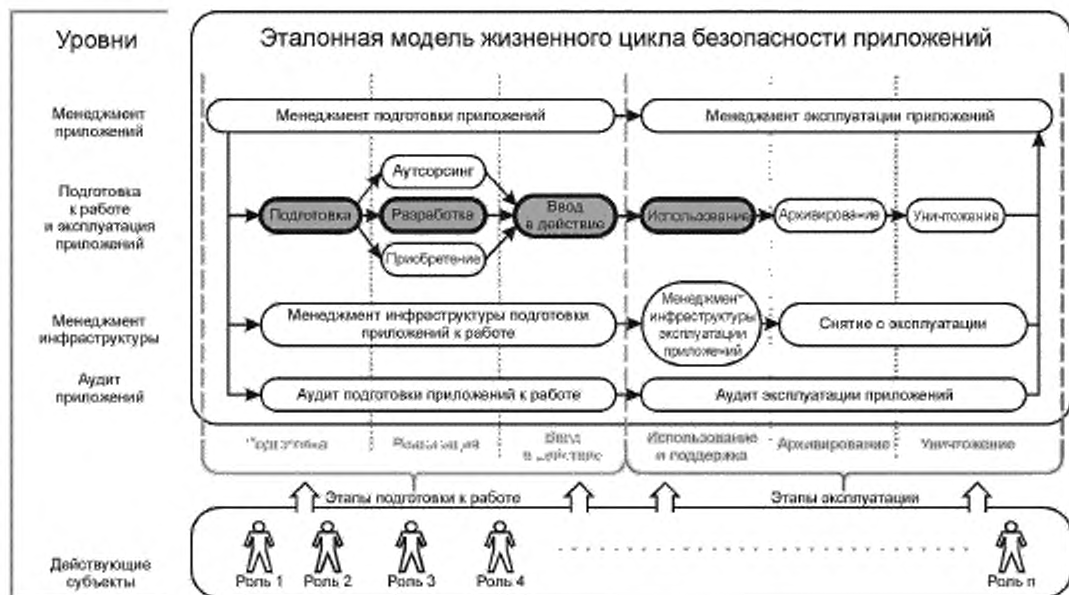 Уровни
Эталонная модель жизненного цикла безопасности приложений
Менеджмент
приложений
Менеджмент подготовки приложений
Менеджмент эксплуатации приложений
Подготовка
к работе
и эксплуатация
приложений
Подготовка
Аутсорсинг
Разработка
Приобретение
Ввод
в действие
Использование
Архивирование
Уничтожение
Менеджмент
инфраструктуры
Менеджмент инфраструктуры подготовки
приложений к работе
Менеджмент
инфраструктуры
эксплуатации
приложений
Снятие с эксплуатации
Аудит
приложений
Аудит подготовки приложений к работе
Аудит эксплуатации приложений
Подготовка
Ввод
в действие
Использование
и поддержка
Архивирование
Уничтожение
Этапы подготовки к работе
Этапы эксплуатации
Действующие
субъекты
Роль 1
Роль 2
Роль 3
Роль 4
Роль n